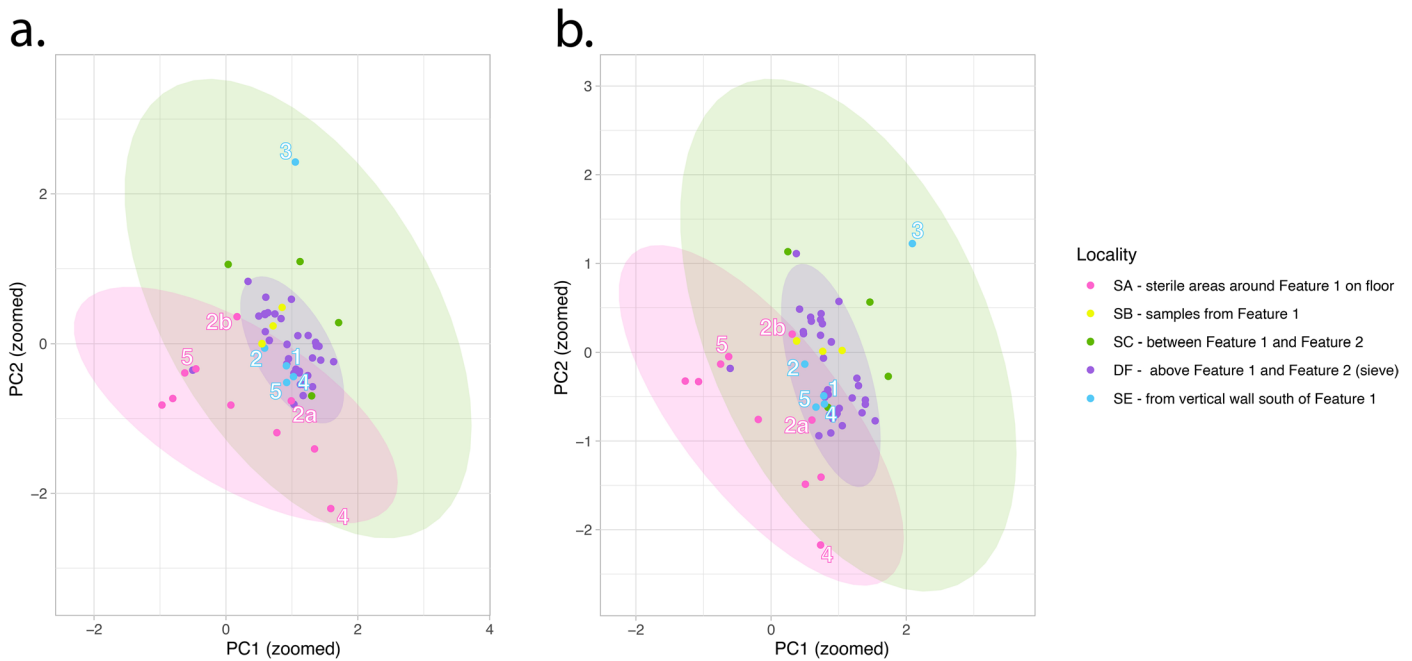 a.
PC2 (zoomed)
2
0
−2
−2
0
2
4
PC1 (zoomed)
3
2b
5
2
1
4
5
2a
4
b.
PC2 (zoomed)
3
2
1
0
−1
−2
−2
0
2
PC1 (zoomed)
3
2b
5
2
1
5
4
2a
4
Locality
SA - sterile areas around Feature 1 on floor
SB - samples from Feature 1
SC - between Feature 1 and Feature 2
DF - above Feature 1 and Feature 2 (sieve)
SE - from vertical wall south of Feature 1